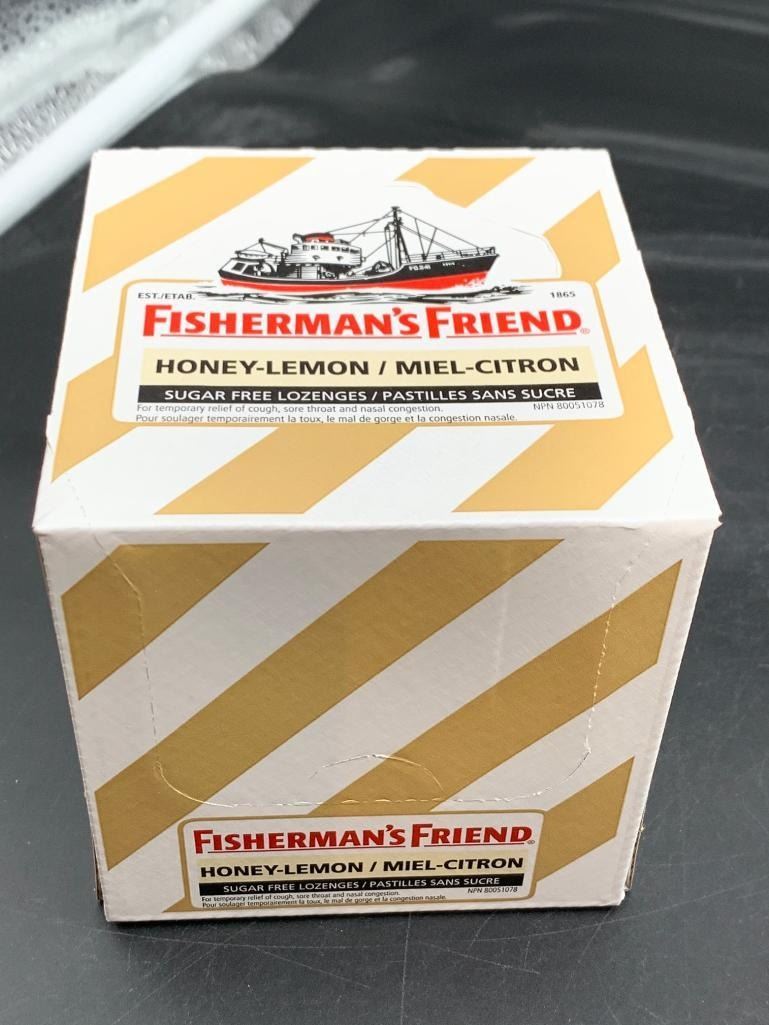 FD.241
EST./ETAB.
1865
FISHERMAN'S FRIEND®
HONEY-LEMON / MIEL-CITRON
SUGAR FREE LOZENGES / PASTILLES SANS SUCRE
For temporary relief of cough, sore throat and nasal congestion.
NPN 80051078
Pour soulager temporairement la toux, le mal de gorge et la congestion nasale.
FISHERMAN'S FRIEND®
HONEY-LEMON / MIEL-CITRON
SUGAR FREE LOZENGES / PASTILLES SANS SUCRE
For temporary relief of cough, sore throat and nasal congestion.
NPN 80051078
Pour soulager temporairement la toux, le mal de gorge et la congestion nasale.